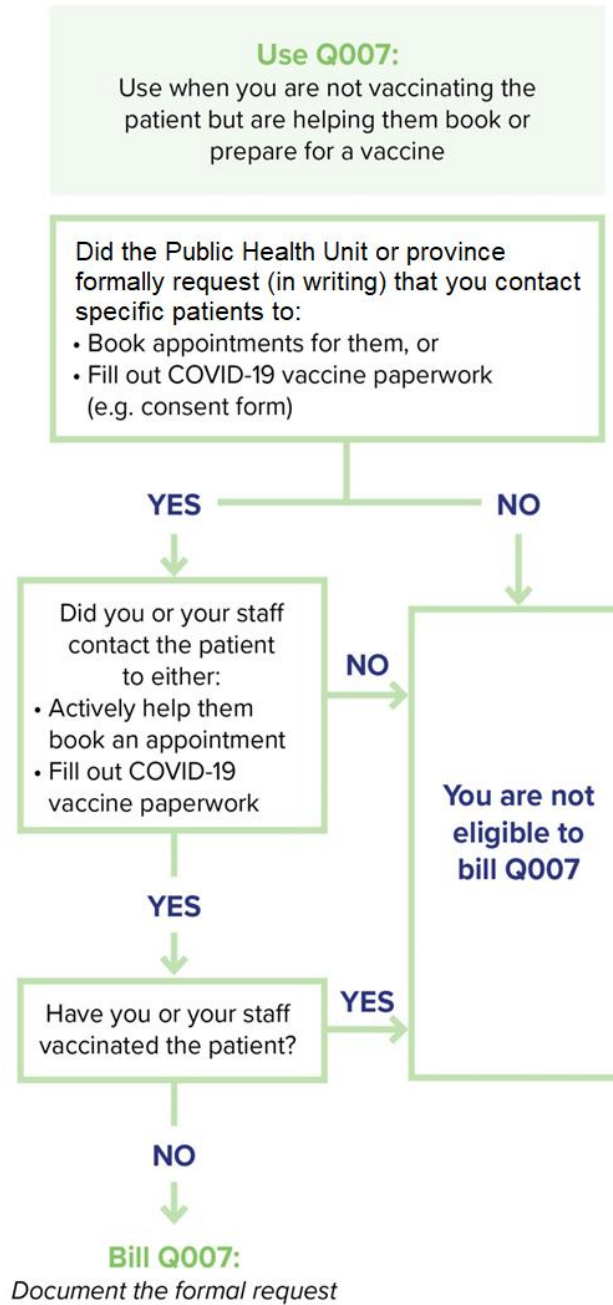 Use Q007:
Use when you are not vaccinating the
patient but are helping them book or
prepare for a vaccine
Did the Public Health Unit or province
formally request (in writing) that you contact
specific patients to:
• Book appointments for them, or
• Fill out COVID-19 vaccine paperwork
(e.g. consent form)
YES
NO
Did you or your staff
contact the patient
to either:
• Actively help them
book an appointment
• Fill out COVID-19
vaccine paperwork
NO
You are not
eligible to
bill Q007
YES
Have you or your staff
vaccinated the patient?
YES
NO
Bill Q007:
Document the formal request